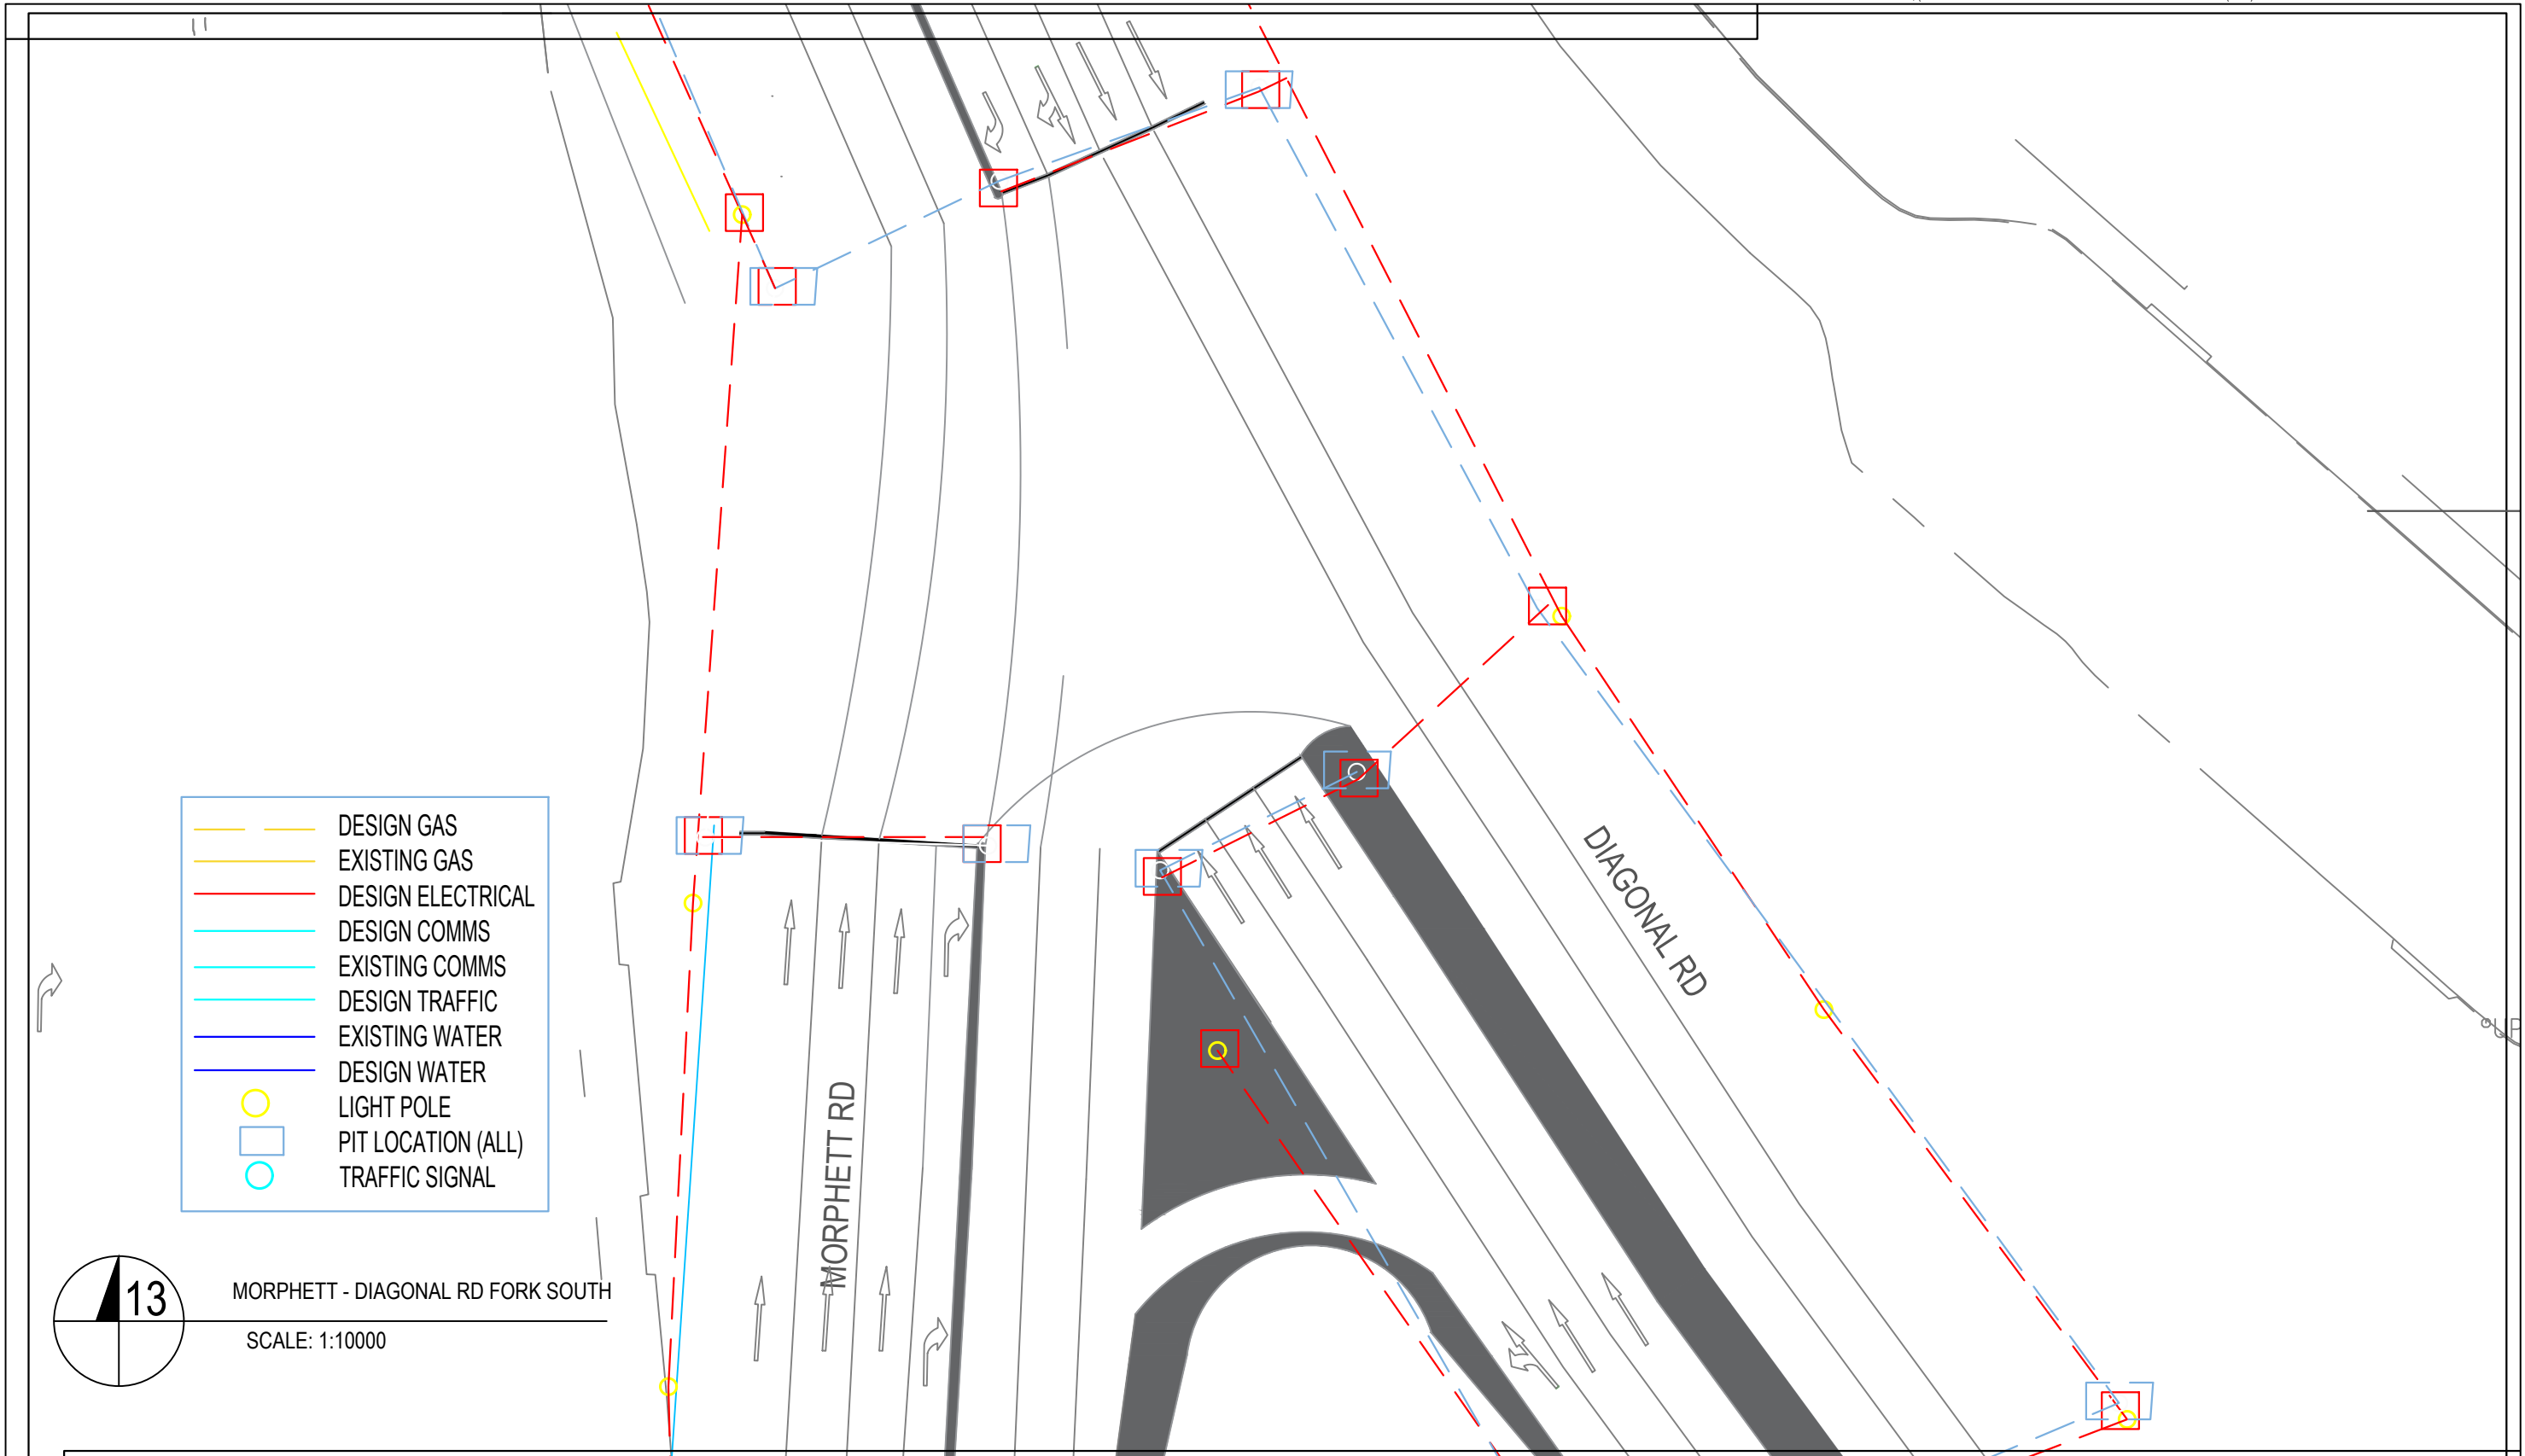 DIAGONAL RD
DESIGN GAS
EXISTING GAS
DESIGN ELECTRICAL
DESIGN COMMS
EXISTING COMMS
DESIGN TRAFFIC
EXISTING WATER
DESIGN WATER
LIGHT POLE
PIT LOCATION (ALL)
TRAFFIC SIGNAL
MORPHETT RD
13
MORPHETT - DIAGONAL RD FORK SOUTH
SCALE: 1:10000